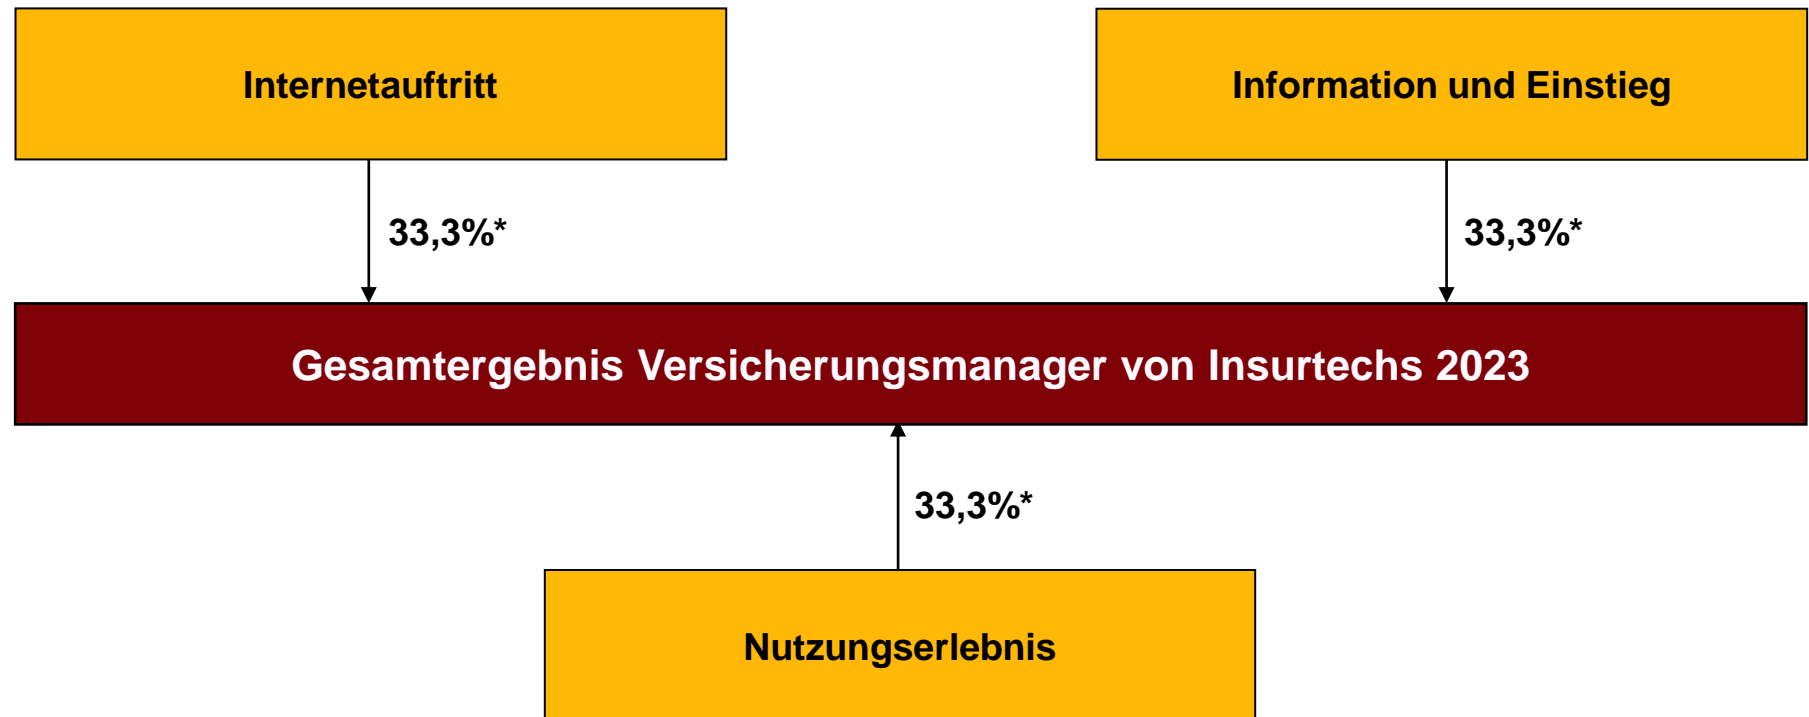 Internetauftritt
Information und Einstieg
33,3%*
33,3%*
Gesamtergebnis Versicherungsmanager von Insurtechs 2023
33,3%*
Nutzungserlebnis